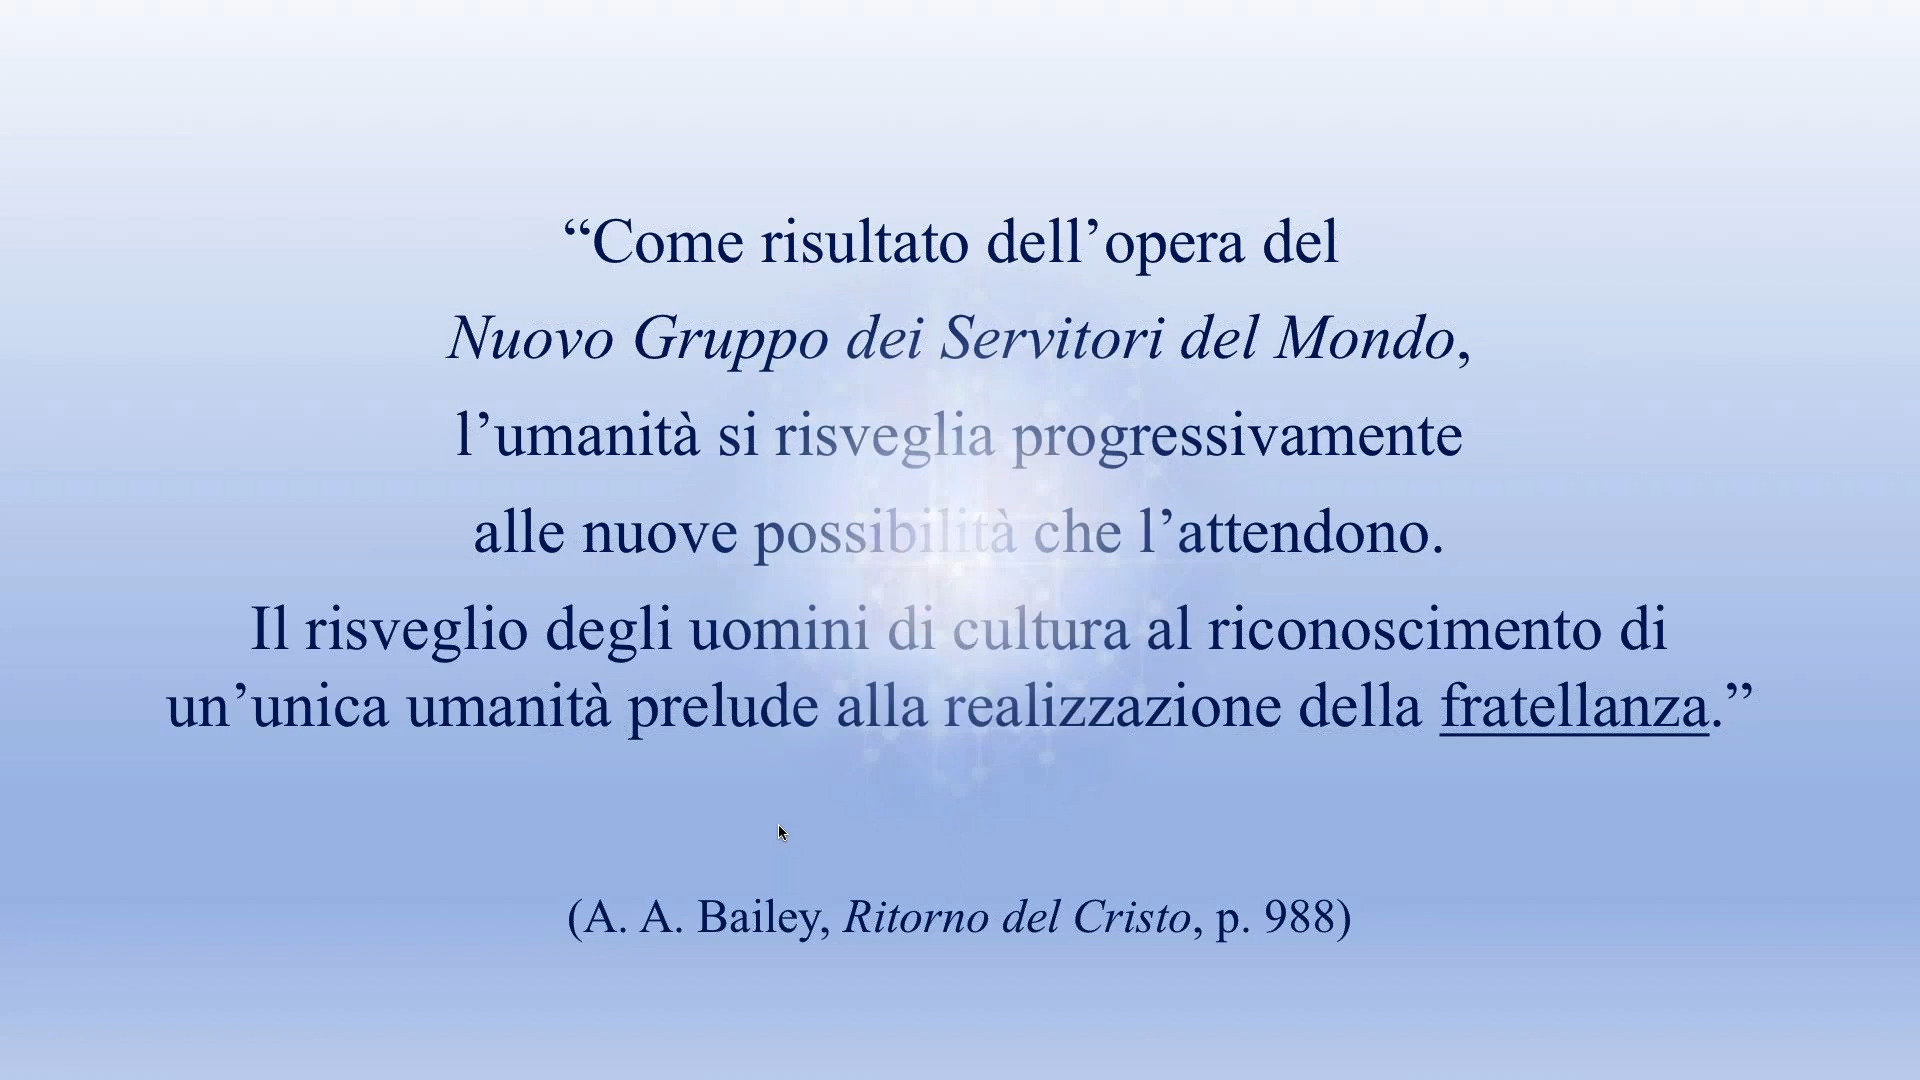 “Come risultato dell’opera del
Nuovo Gruppo dei Servitori del Mondo,
l’umanità si risveglia progressivamente
alle nuove possibilità che l’attendono.
Il risveglio degli uomini di cultura al riconoscimento di
un’unica umanità prelude alla realizzazione della fratellanza.”
(A. A. Bailey, Ritorno del Cristo, p. 988)